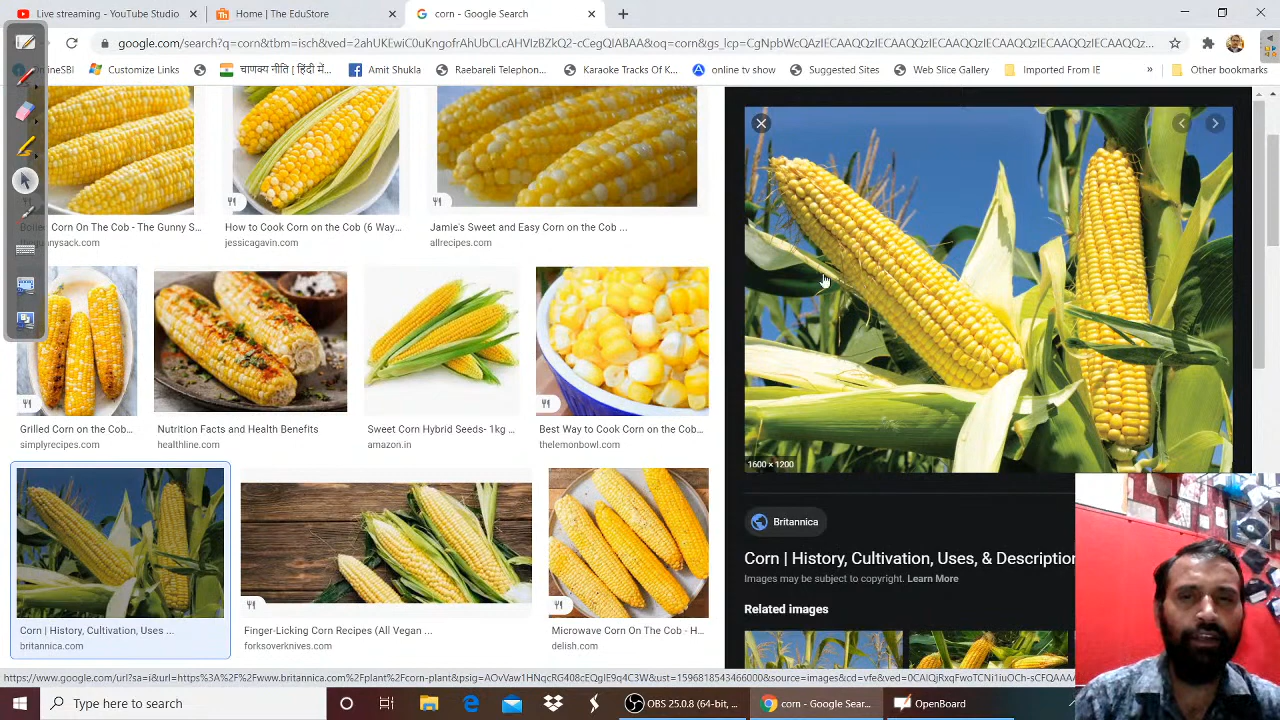 Live streaming - YouTube Studio
Home | The EduStore
corn - Google Search
google.com/search?q=corn&tbm=isch&ved=2ahUKEwiC0uKngofrAhUbCLcAHVlzBZkQ-cCegQIABAA&oq=corn&gs_lcp=CgNpbWcQAzIECAAQQzIECAAQQzIECAAQQzIECAAQQzIECAAQQzIECAAQQzIECAAQQzIECAAQQz...
OnlineSBI
Customize Links
चाणक्य नीति [ हिंदी में...
Amit Shukla
Raebareli Telephon...
Karaoke Tracks Of K...
online tv show
Suggested Sites
Web Slice Gallery
Imported From IE
»
Other bookmarks
Corn On The Cob - The Gunny S...
How to Cook Corn on the Cob (6 Way...
jessicagavin.com
Jamie's Sweet and Easy Corn on the Cob ...
allrecipes.com
Grilled Corn on the Cob...
simplyrecipes.com
Nutrition Facts and Health Benefits
healthline.com
Sweet Corn Hybrid Seeds- 1kg ...
amazon.in
Best Way to Cook Corn on the Cob...
thelemonbowl.com
Corn | History, Cultivation, Uses ...
britannica.com
Finger-Licking Corn Recipes (All Vegan ...
forksoverknives.com
Microwave Corn On The Cob - H...
delish.com
1600 × 1200
Britannica
Corn | History, Cultivation, Uses, & Description
Images may be subject to copyright. Learn More
Related images
Type here to search
OBS 25.0.8 (64-bit, ...
corn - Google Sear...
OpenBoard